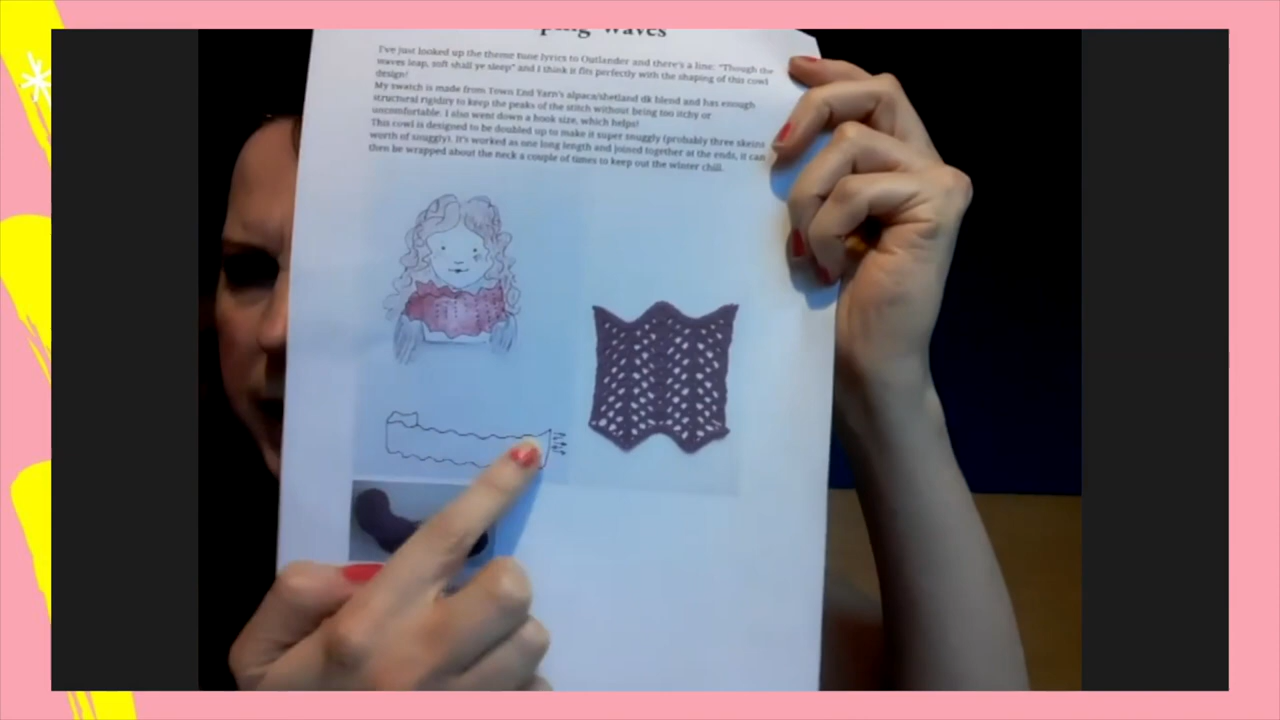 Waves
I've just looked up the theme tune lyrics to Outlander and there's a line: "Though the
waves leap, soft shall ye sleep" and I think it fits perfectly with the shaping of this cowl
design!
My swatch is made from Town End Yarn's alpaca/shetland dk blend and has enough
structural rigidity to keep the peaks of the stitch without being too itchy or
uncomfortable. I also went down a hook size, which helps!
This cowl is designed to be doubled up to make it super snuggly (probably three skeins
worth of snuggly). It's worked as one long length and joined together at the ends, it can
then be wrapped about the neck a couple of times to keep out the winter chill.